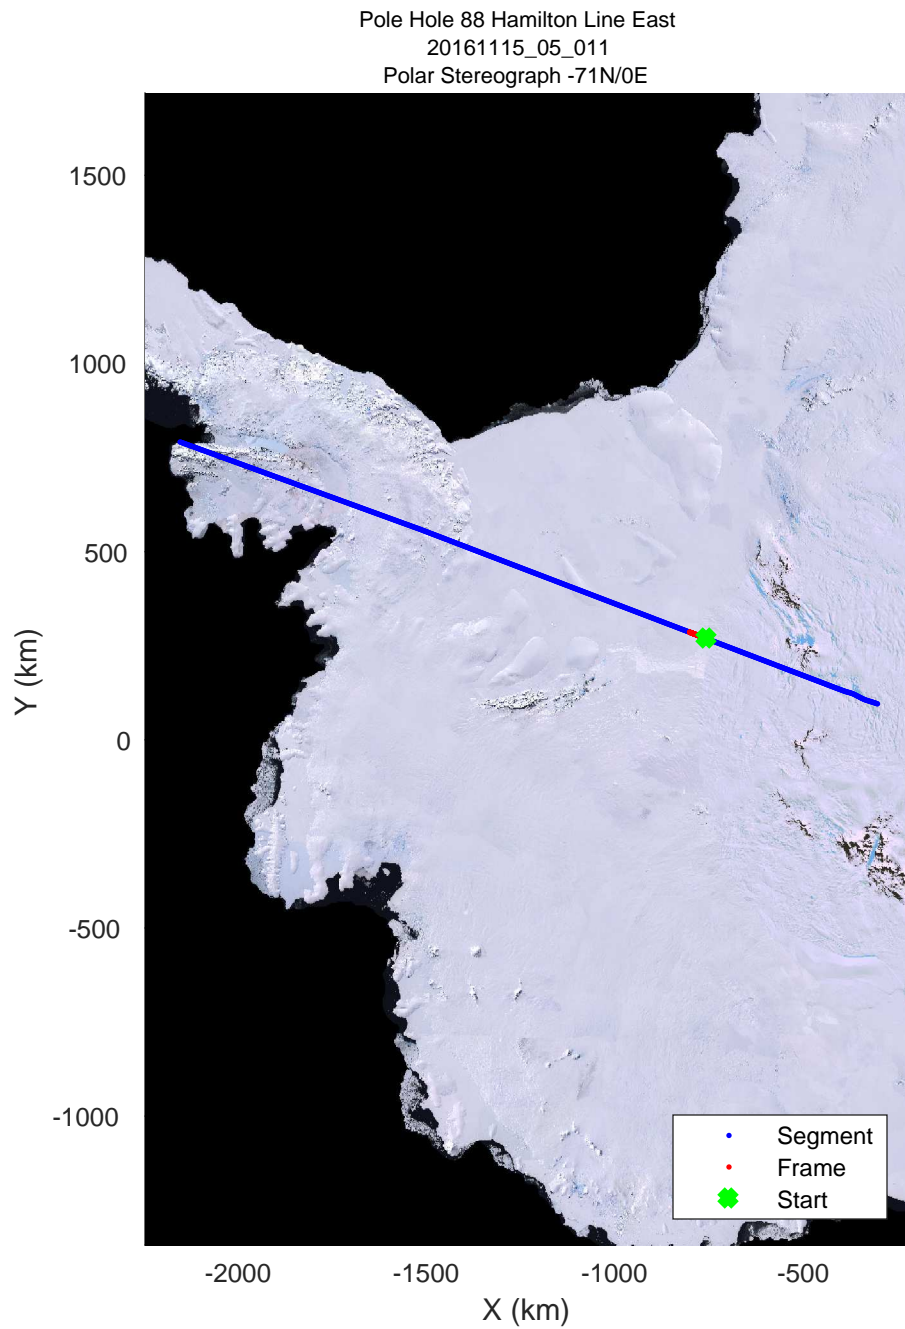 Pole Hole 88 Hamilton Line East
20161115_05_011
Polar Stereograph -71N/0E
1500
1000
500
0
-500
-1000
Y (km)
-2000
-1500
-1000
-500
X (km)
Segment
Frame
Start